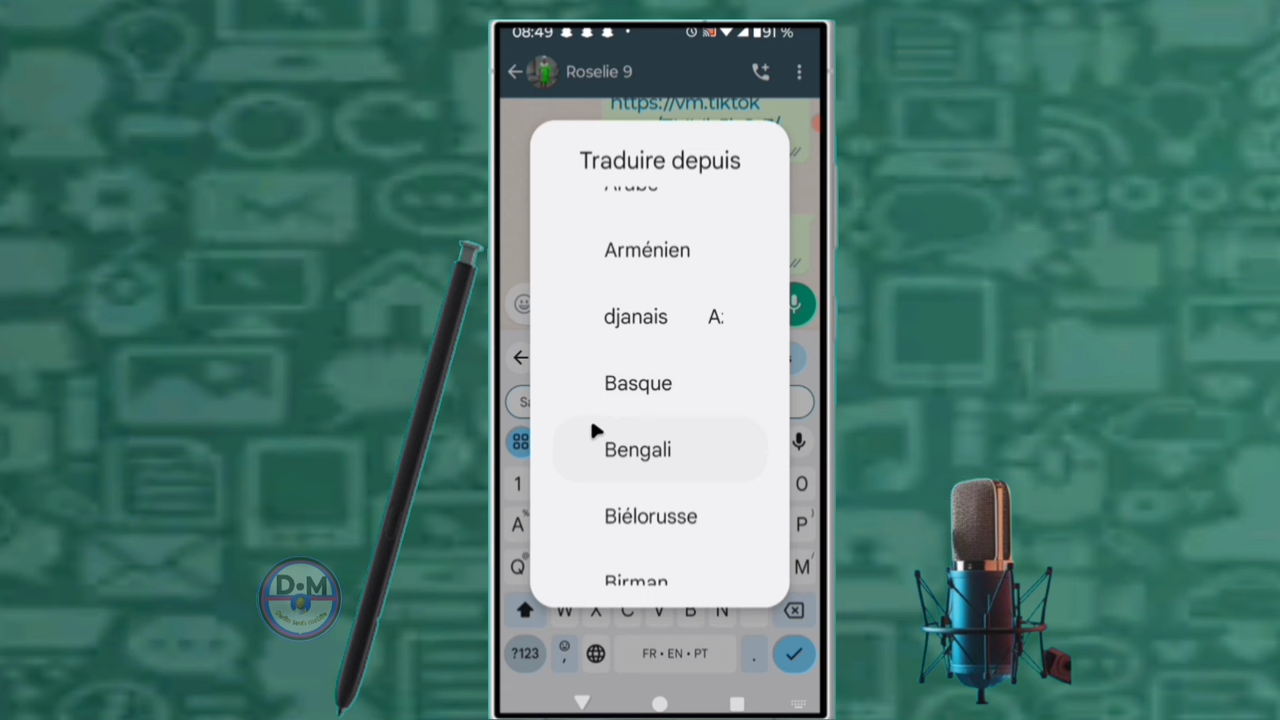 08:49
91 %
Roselie 9
https://vm.tiktok
Traduire depuis
Arabe
Arménien
djanais A
Basque
Bengali
Biélorusse
Birman
1 0
A P
Q M
W X C V B N
?123 , FR • EN • PT .
D•M